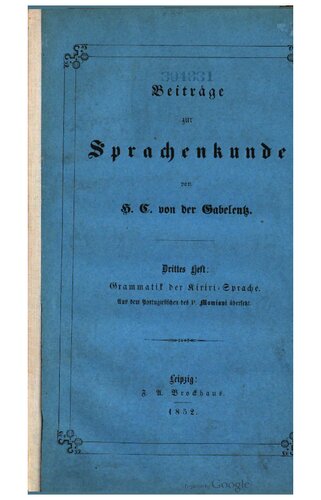 394831
Beiträge
zur
Sprachenkunde
von
H. C. von der Gabelentz.
Drittes Heft:
Grammatik der Kiriri-Sprache.
Aus dem Portugiesischen des P. Mamiani übersetzt.
Leipzig:
F. A. Brockhaus.
1852.
Digitized by Google